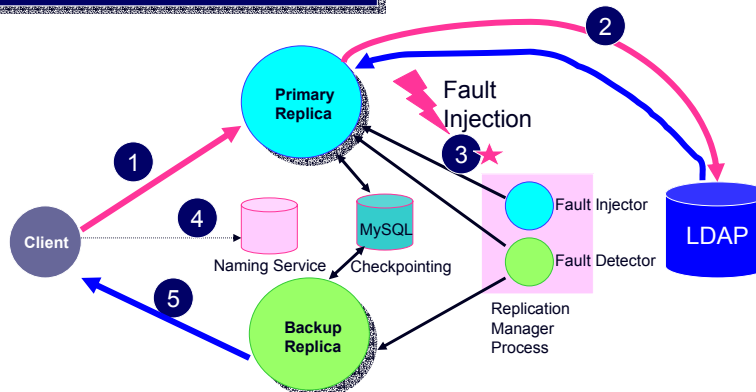 2
Primary
Replica
Fault
Injection
1
3
4
Fault Injector
Client
MySQL
LDAP
Naming Service
Checkpointing
Fault Detector
5
Replication
Manager
Process
Backup
Replica